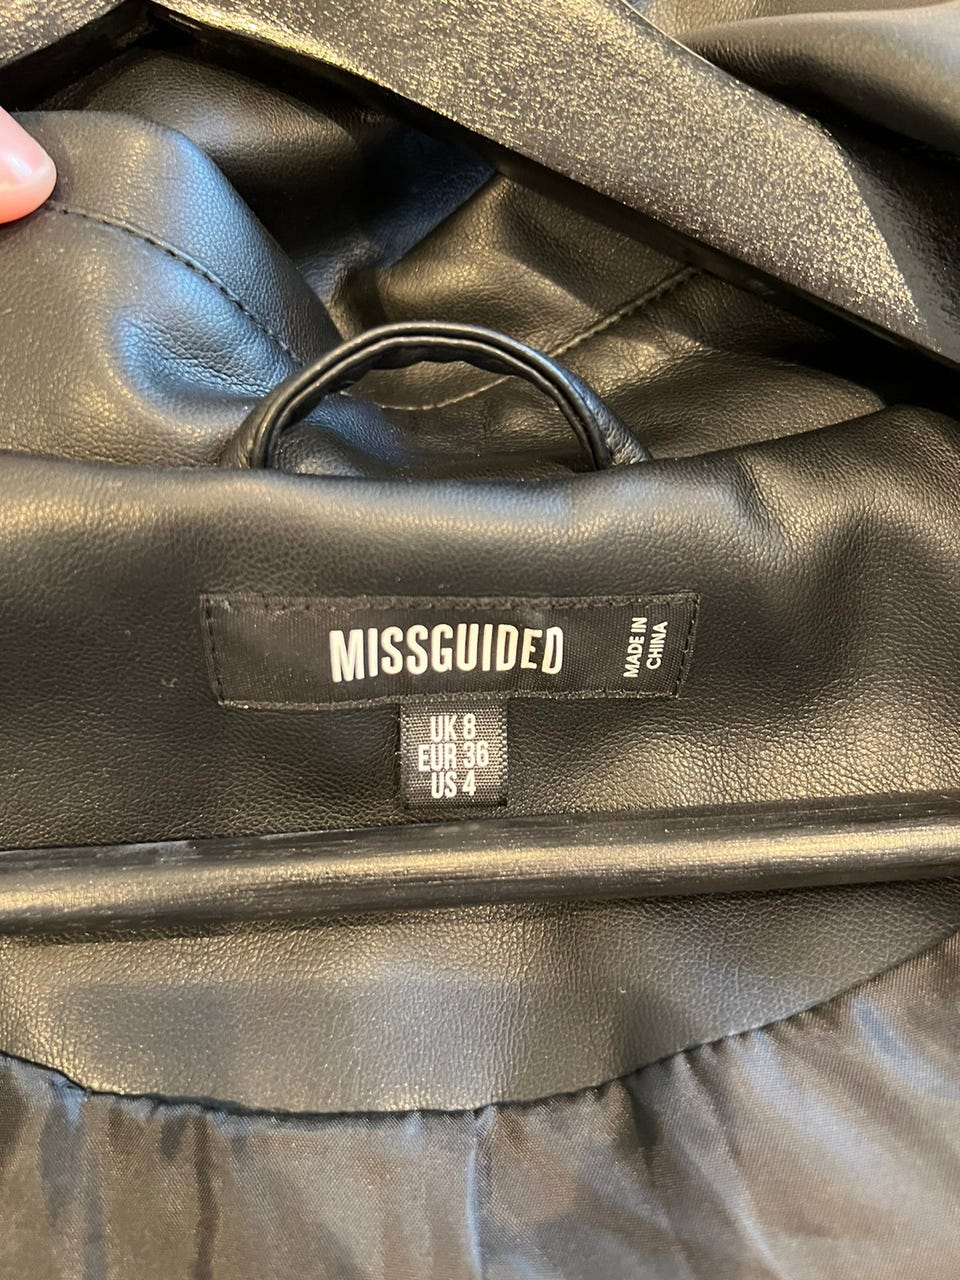 MISSGUIDED
MADE IN
CHINA
UK 8
EUR 36
US 4